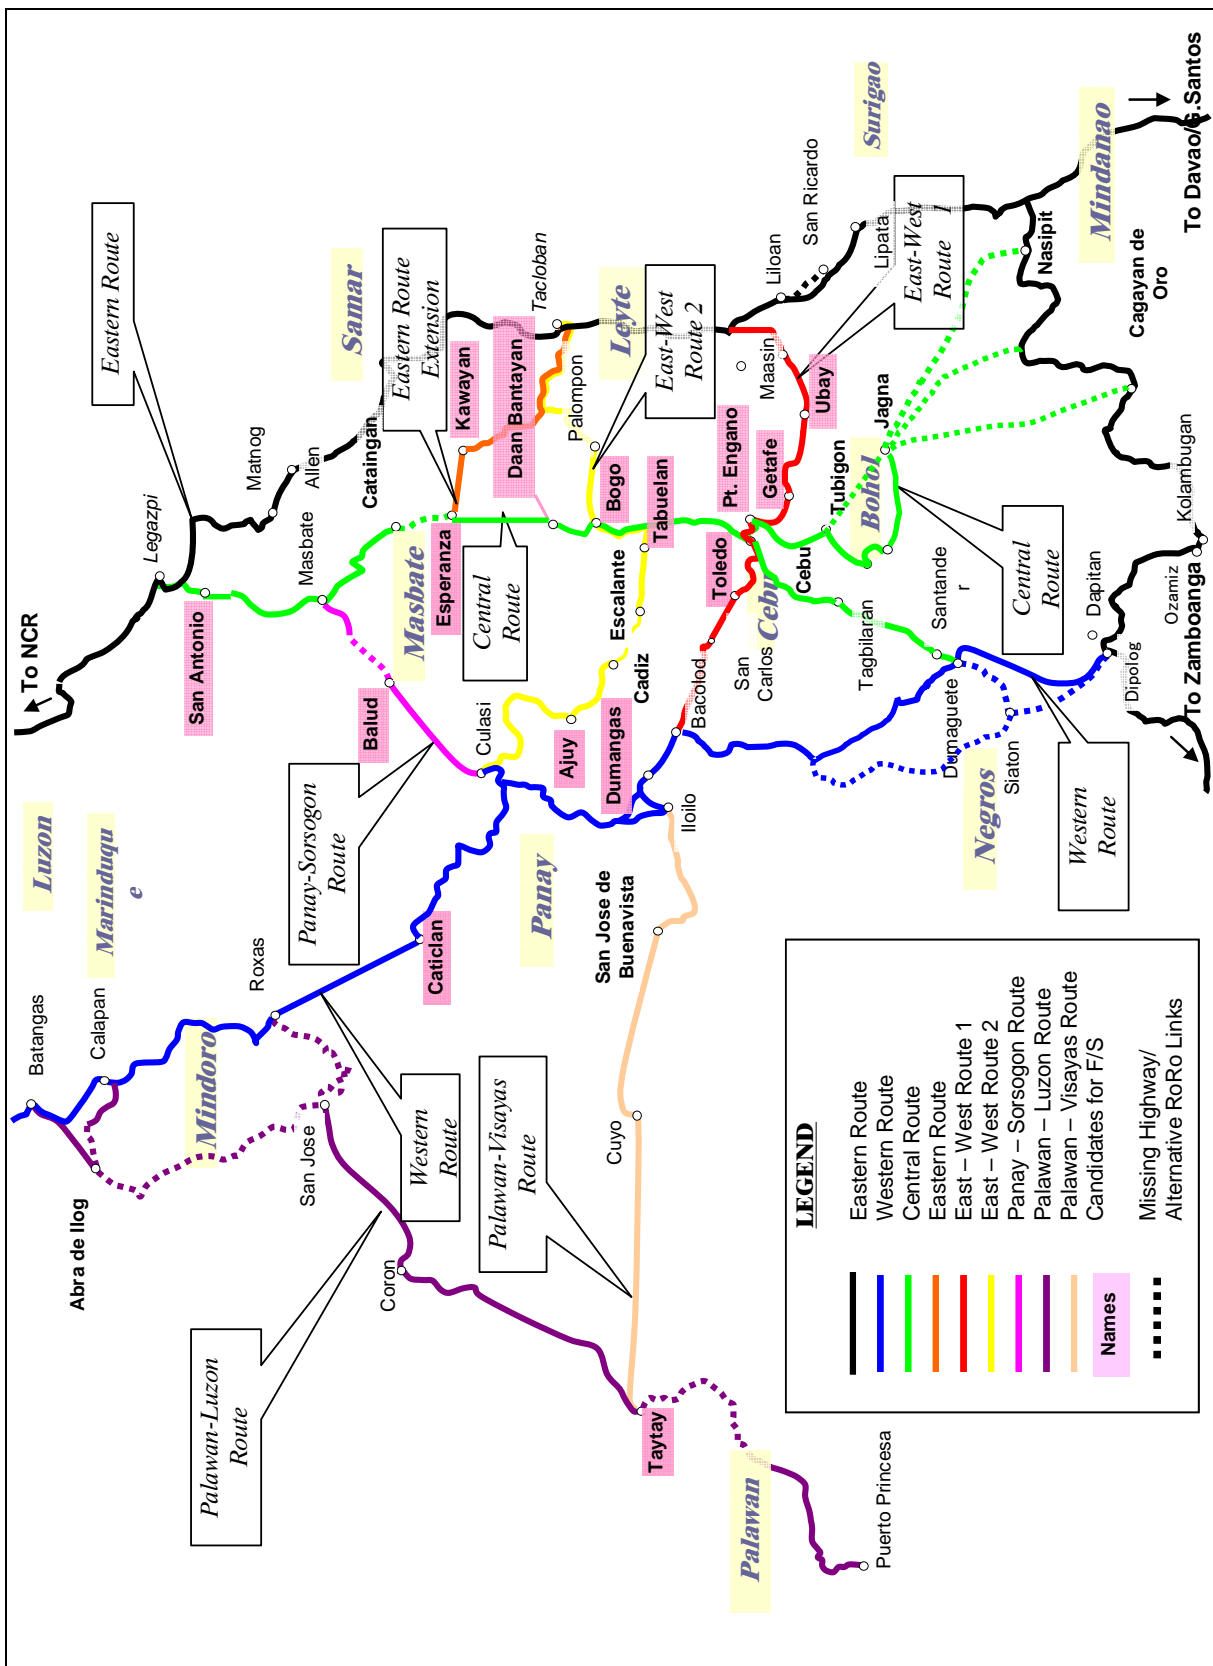 To NCR
Legazpi
San Antonio
Eastern Route
Matnog
Allen
Masbate
Cataingan
Samar
Eastern Route
Extension
Kawayan
Daan Bantayan
Tacloban
Leyte
Palompon
East-West
Route 2
Masbate
Esperanza
Central
Route
Bogo
Tabuelan
Escalante
Cadiz
Balud
Culasi
Ajuy
Dumangas
Panay-Sorsogon
Route
Luzon
Marinduqu
e
Batangas
Calapan
Roxas
Mindoro
Abra de Ilog
San Jose
Caticlan
Panay
Western
Route
Palawan-Luzon
Route
Coron
Palawan-Visayas
Route
Cuyo
San Jose de
Buenavista
Iloilo
Bacolod
Taytay
Palawan
Puerto Princesa
Toledo
San
Carlos
Cebu
Cebu
Pt. Engano
Getafe
Ubay
Maasin
Liloan
San Ricardo
Lipata
Surigao
East-West
Route 1
Tubigon
Bohol
Jagna
Tagbilaran
Santande
r
Central
Route
Dumaguete
Negros
Siaton
Western
Route
Dapitan
Dipolog
Ozamiz
Kolambugan
To Zamboanga
Cagayan de
Oro
Nasipit
Mindanao
To Davao/G.Santos
LEGEND
Eastern Route
Western Route
Central Route
Eastern Route
East – West Route 1
East – West Route 2
Panay – Sorsogon Route
Palawan – Luzon Route
Palawan – Visayas Route
Names Candidates for F/S
Missing Highway/
Alternative RoRo Links